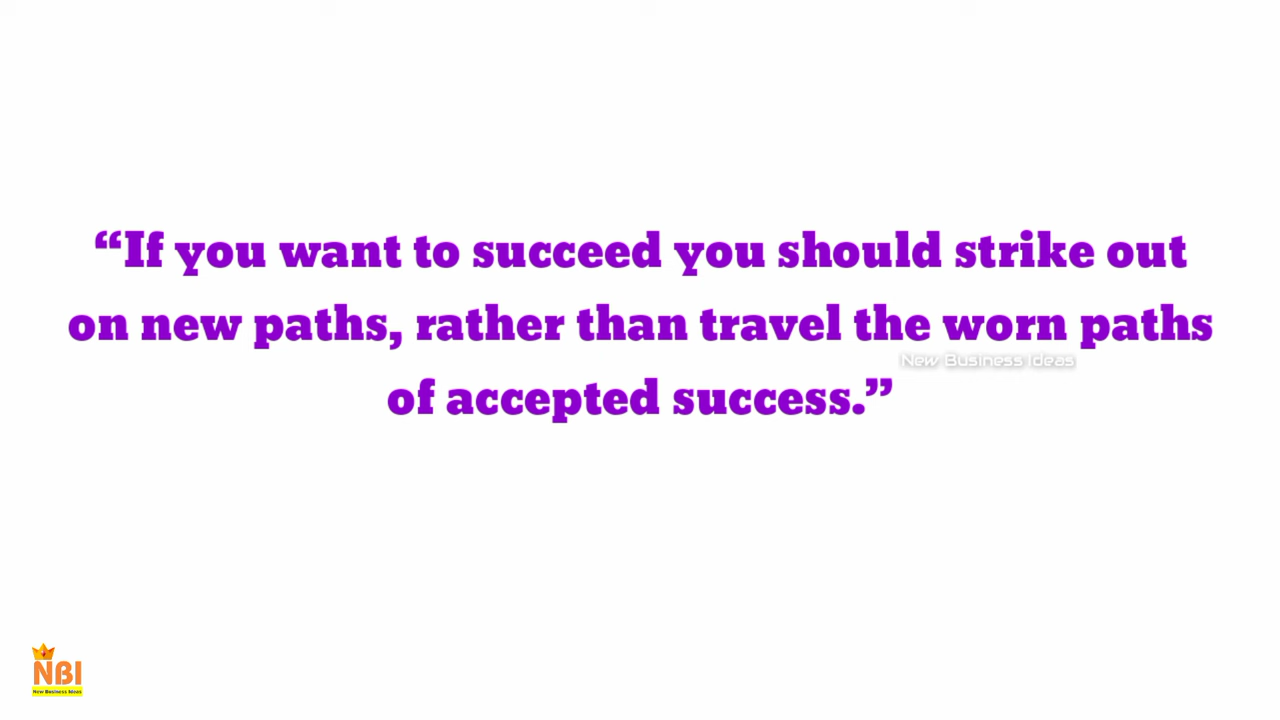 “If you want to succeed you should strike out
on new paths, rather than travel the worn paths
New Business Ideas
of accepted success.”
NBI
New Business Ideas